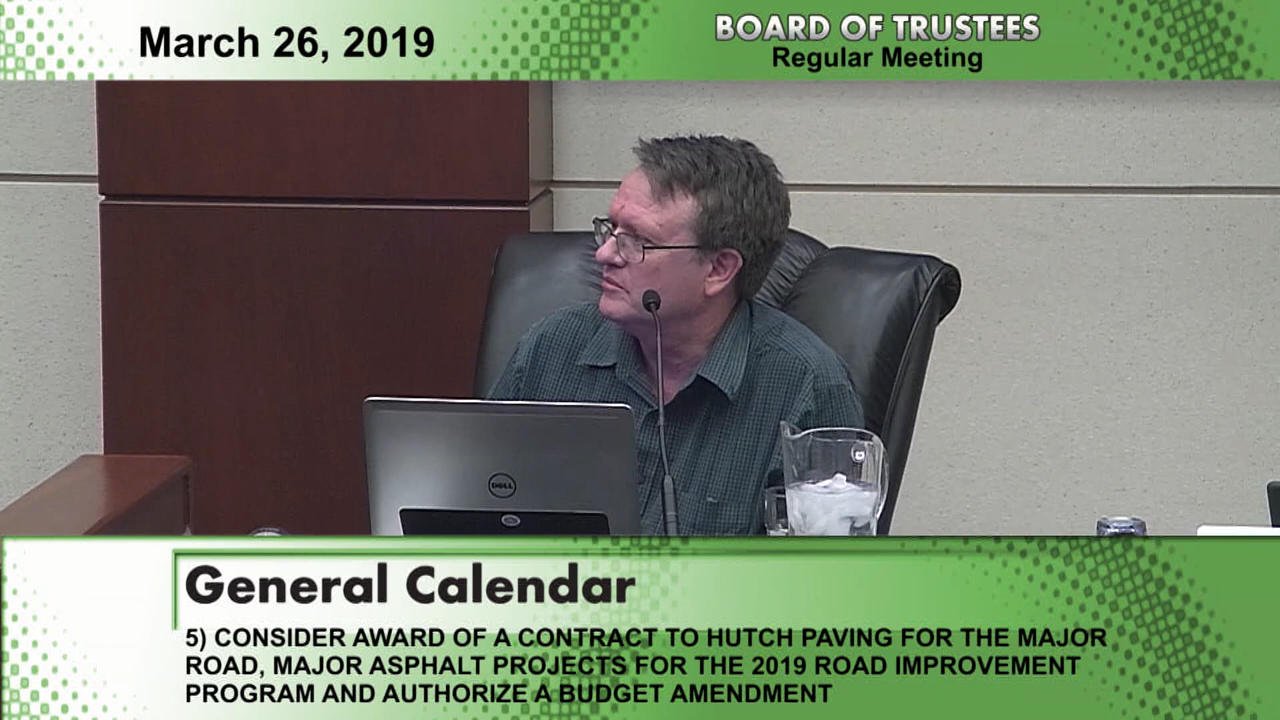 March 26, 2019
BOARD OF TRUSTEES
Regular Meeting
DELL
General Calendar
5) CONSIDER AWARD OF A CONTRACT TO HUTCH PAVING FOR THE MAJOR
ROAD, MAJOR ASPHALT PROJECTS FOR THE 2019 ROAD IMPROVEMENT
PROGRAM AND AUTHORIZE A BUDGET AMENDMENT